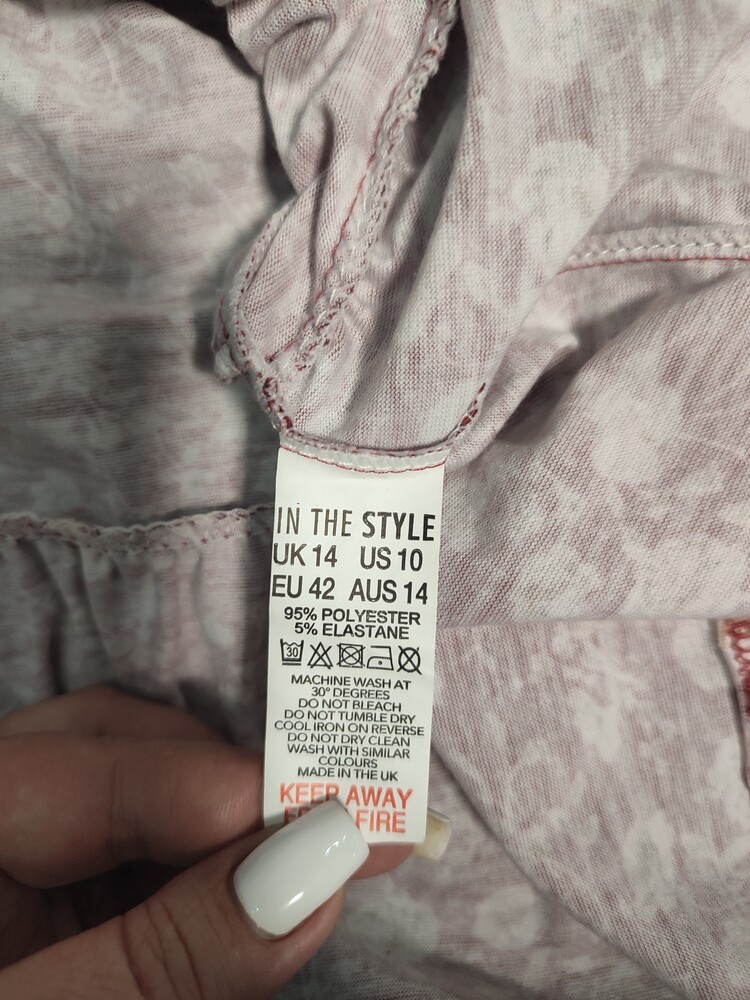 IN THE STYLE
UK 14 US 10
EU 42 AUS 14
95% POLYESTER
5% ELASTANE
30
MACHINE WASH AT
30° DEGREES
DO NOT BLEACH
DO NOT TUMBLE DRY
COOL IRON ON REVERSE
DO NOT DRY CLEAN
WASH WITH SIMILAR
COLOURS
MADE IN THE UK
KEEP AWAY
FIRE